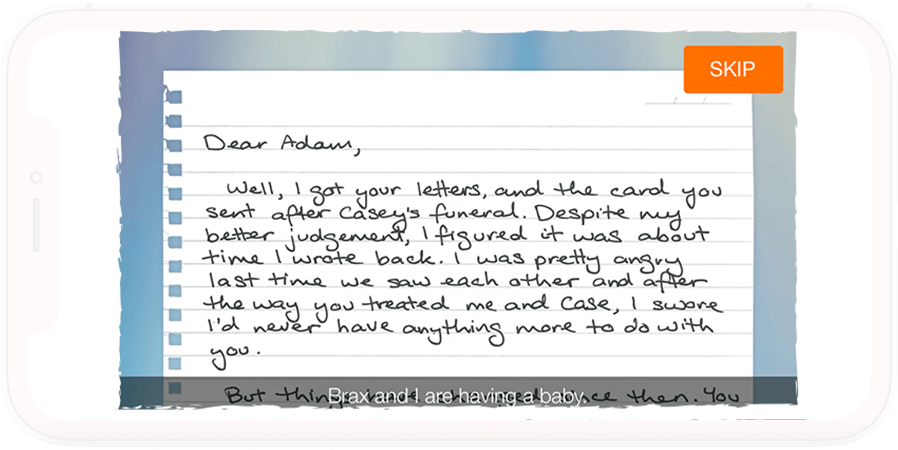 SKIP
Dear Adam,
Well, I got your letters, and the card you
sent after Casey's funeral. Despite my
better judgement, I figured it was about
time I wrote back. I was pretty angry
last time we saw each other and after
the way you treated me and Case, I swore
I'd never have anything more to do with
you.
But then. You
Brax and I are having a baby.